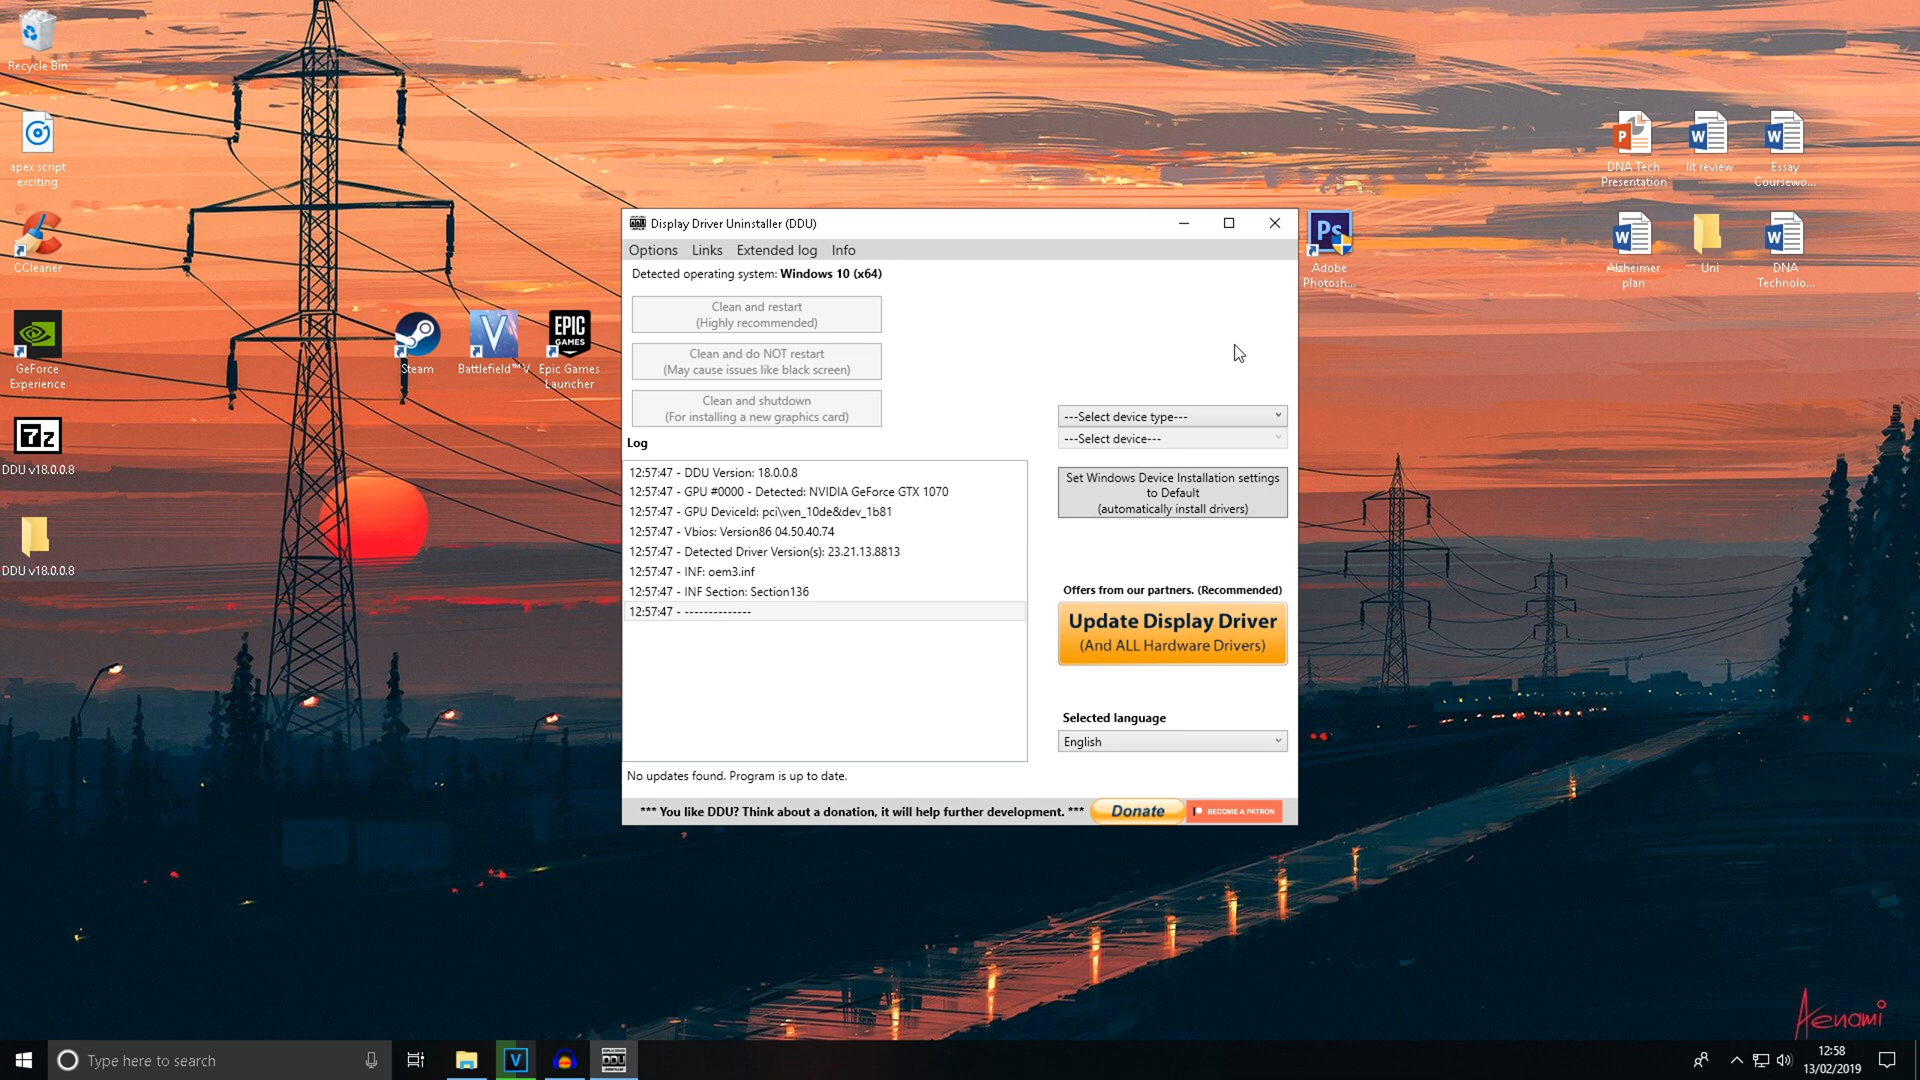 Recycle Bin
apex script
exciting
CCleaner
GeForce
Experience
7z
DDU v18.0.0.8
DDU v18.0.0.8
Steam
V
Battlefield™ V
EPIC
GAMES
Epic Games
Launcher
Display Driver Uninstaller (DDU)
Options Links Extended log Info
Detected operating system: Windows 10 (x64)
Clean and restart
(Highly recommended)
Clean and do NOT restart
(May cause issues like black screen)
Clean and shutdown
(For installing a new graphics card)
Log
12:57:47 - DDU Version: 18.0.0.8
12:57:47 - GPU #0000 - Detected: NVIDIA GeForce GTX 1070
12:57:47 - GPU DeviceId: pci\ven_10de&dev_1b81
12:57:47 - Vbios: Version86 04.50.40.74
12:57:47 - Detected Driver Version(s): 23.21.13.8813
12:57:47 - INF: oem3.inf
12:57:47 - INF Section: Section136
12:57:47 - --------------
---Select device type---
---Select device---
Set Windows Device Installation settings
to Default
(automatically install drivers)
Offers from our partners. (Recommended)
Update Display Driver
(And ALL Hardware Drivers)
Selected language
English
No updates found. Program is up to date.
*** You like DDU? Think about a donation, it will help further development. ***
Donate
BECOME A PATRON
Ps
Adobe
Photosh...
P
DNA Tech
Presentation
W
lit review
W
Essay
Coursewo...
W
Alzheimer
plan
Uni
W
DNA
Technolo...
Aenami
Type here to search
V
DDU
12:58
13/02/2019